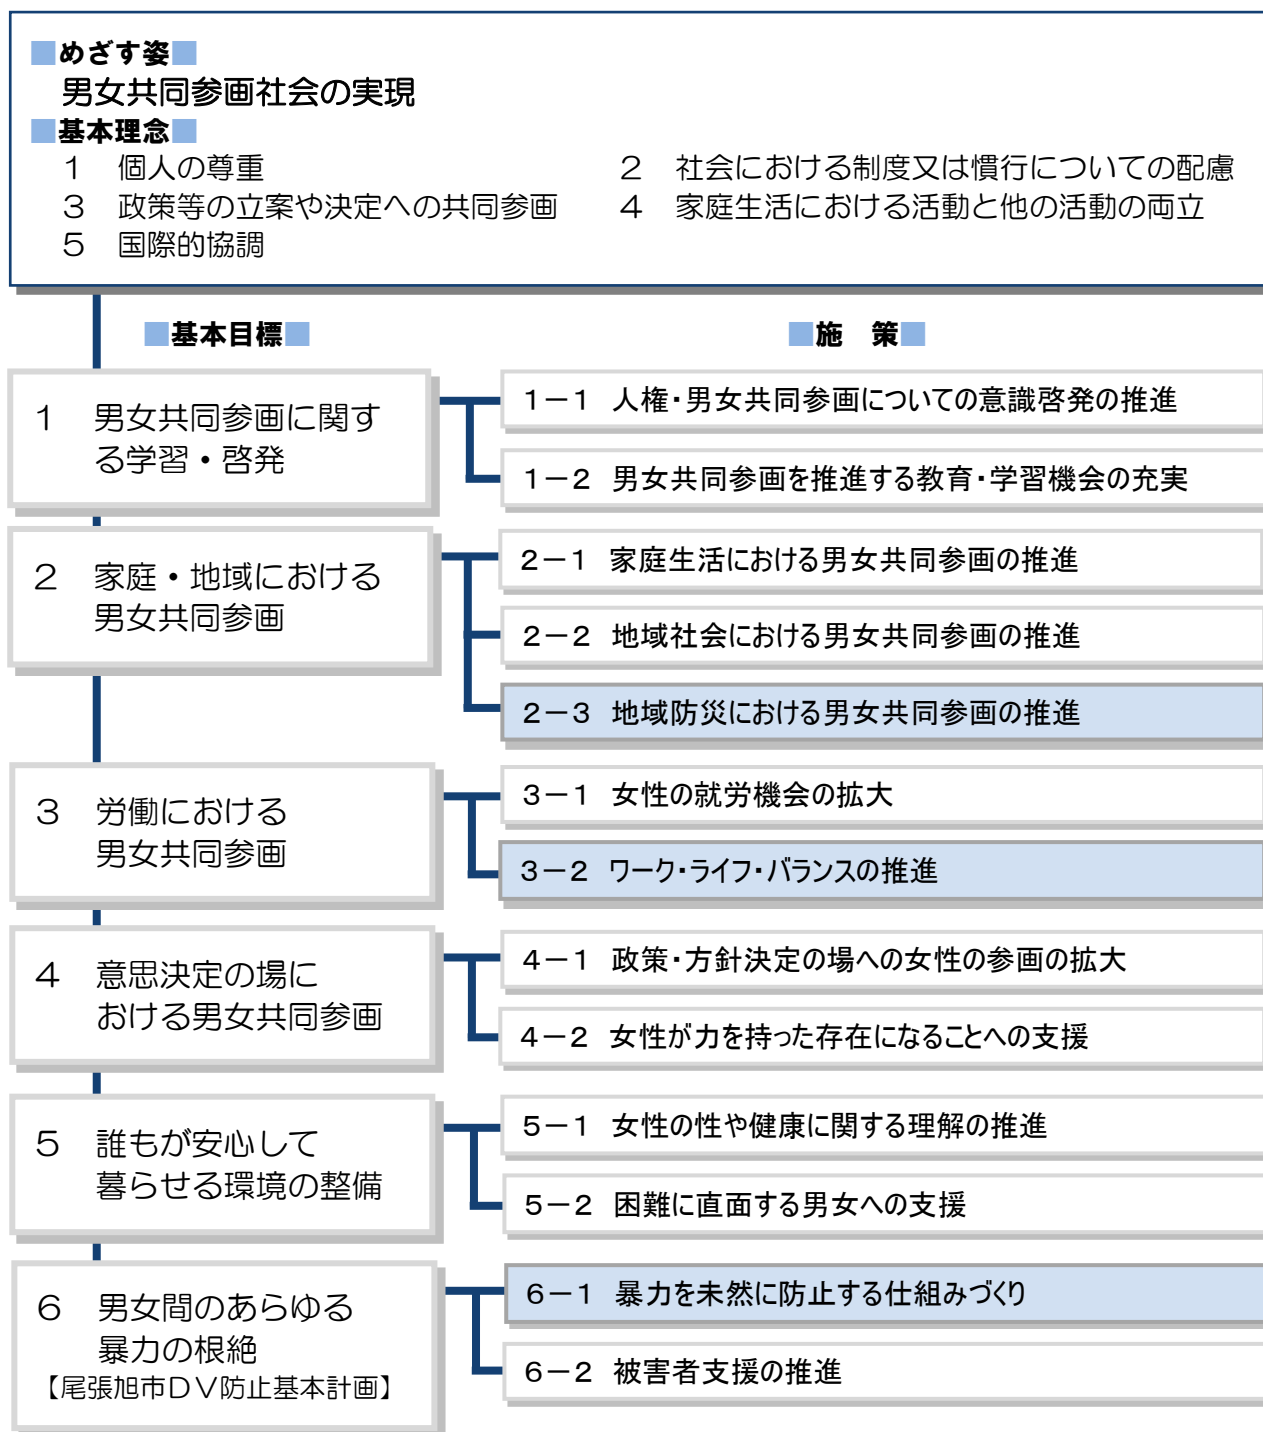 ■めざす姿■
男女共同参画社会の実現
■基本理念■
１　個人の尊重　２　社会における制度又は慣行についての配慮
３　政策等の立案や決定への共同参画　４　家庭生活における活動と他の活動の両立
５　国際的協調
■基本目標■　■施　策■
１　男女共同参画に関す
る学習・啓発
１－１　人権・男女共同参画についての意識啓発の推進
１－２　男女共同参画を推進する教育・学習機会の充実
２　家庭・地域における
男女共同参画
２－１　家庭生活における男女共同参画の推進
２－２　地域社会における男女共同参画の推進
２－３　地域防災における男女共同参画の推進
３　労働における
男女共同参画
３－１　女性の就労機会の拡大
３－２　ワーク・ライフ・バランスの推進
４　意思決定の場に
おける男女共同参画
４－１　政策・方針決定の場への女性の参画の拡大
４－２　女性が力を持った存在になることへの支援
５　誰もが安心して
暮らせる環境の整備
５－１　女性の性や健康に関する理解の推進
５－２　困難に直面する男女への支援
６　男女間のあらゆる
暴力の根絶
【尾張旭市ＤＶ防止基本計画】
６－１　暴力を未然に防止する仕組みづくり
６－２　被害者支援の推進